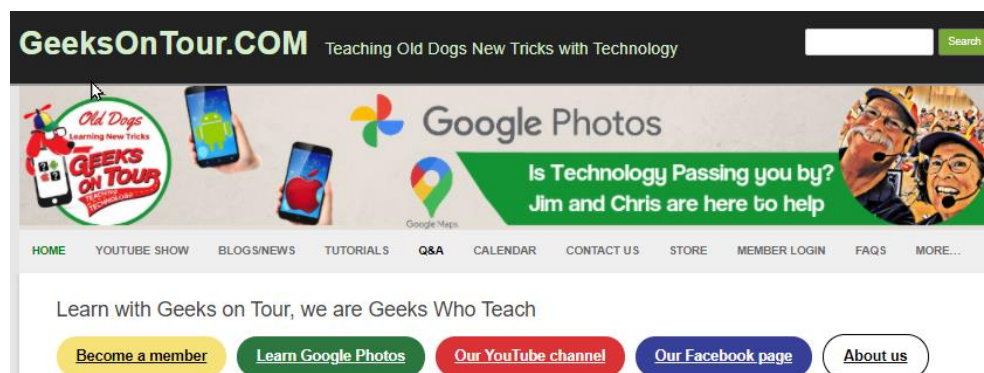 GeeksOnTour.COM Teaching Old Dogs New Tricks with Technology Search
Old Dogs
Learning New Tricks
GEEKS
ON TOUR
TEACHING
TECHNOLOGY
Google Photos
Is Technology Passing you by?
Jim and Chris are here to help
Google Maps
HOME YOUTUBE SHOW BLOGS/NEWS TUTORIALS Q&A CALENDAR CONTACT US STORE MEMBER LOGIN FAQS MORE...
Learn with Geeks on Tour, we are Geeks Who Teach
Become a member Learn Google Photos Our YouTube channel Our Facebook page About us